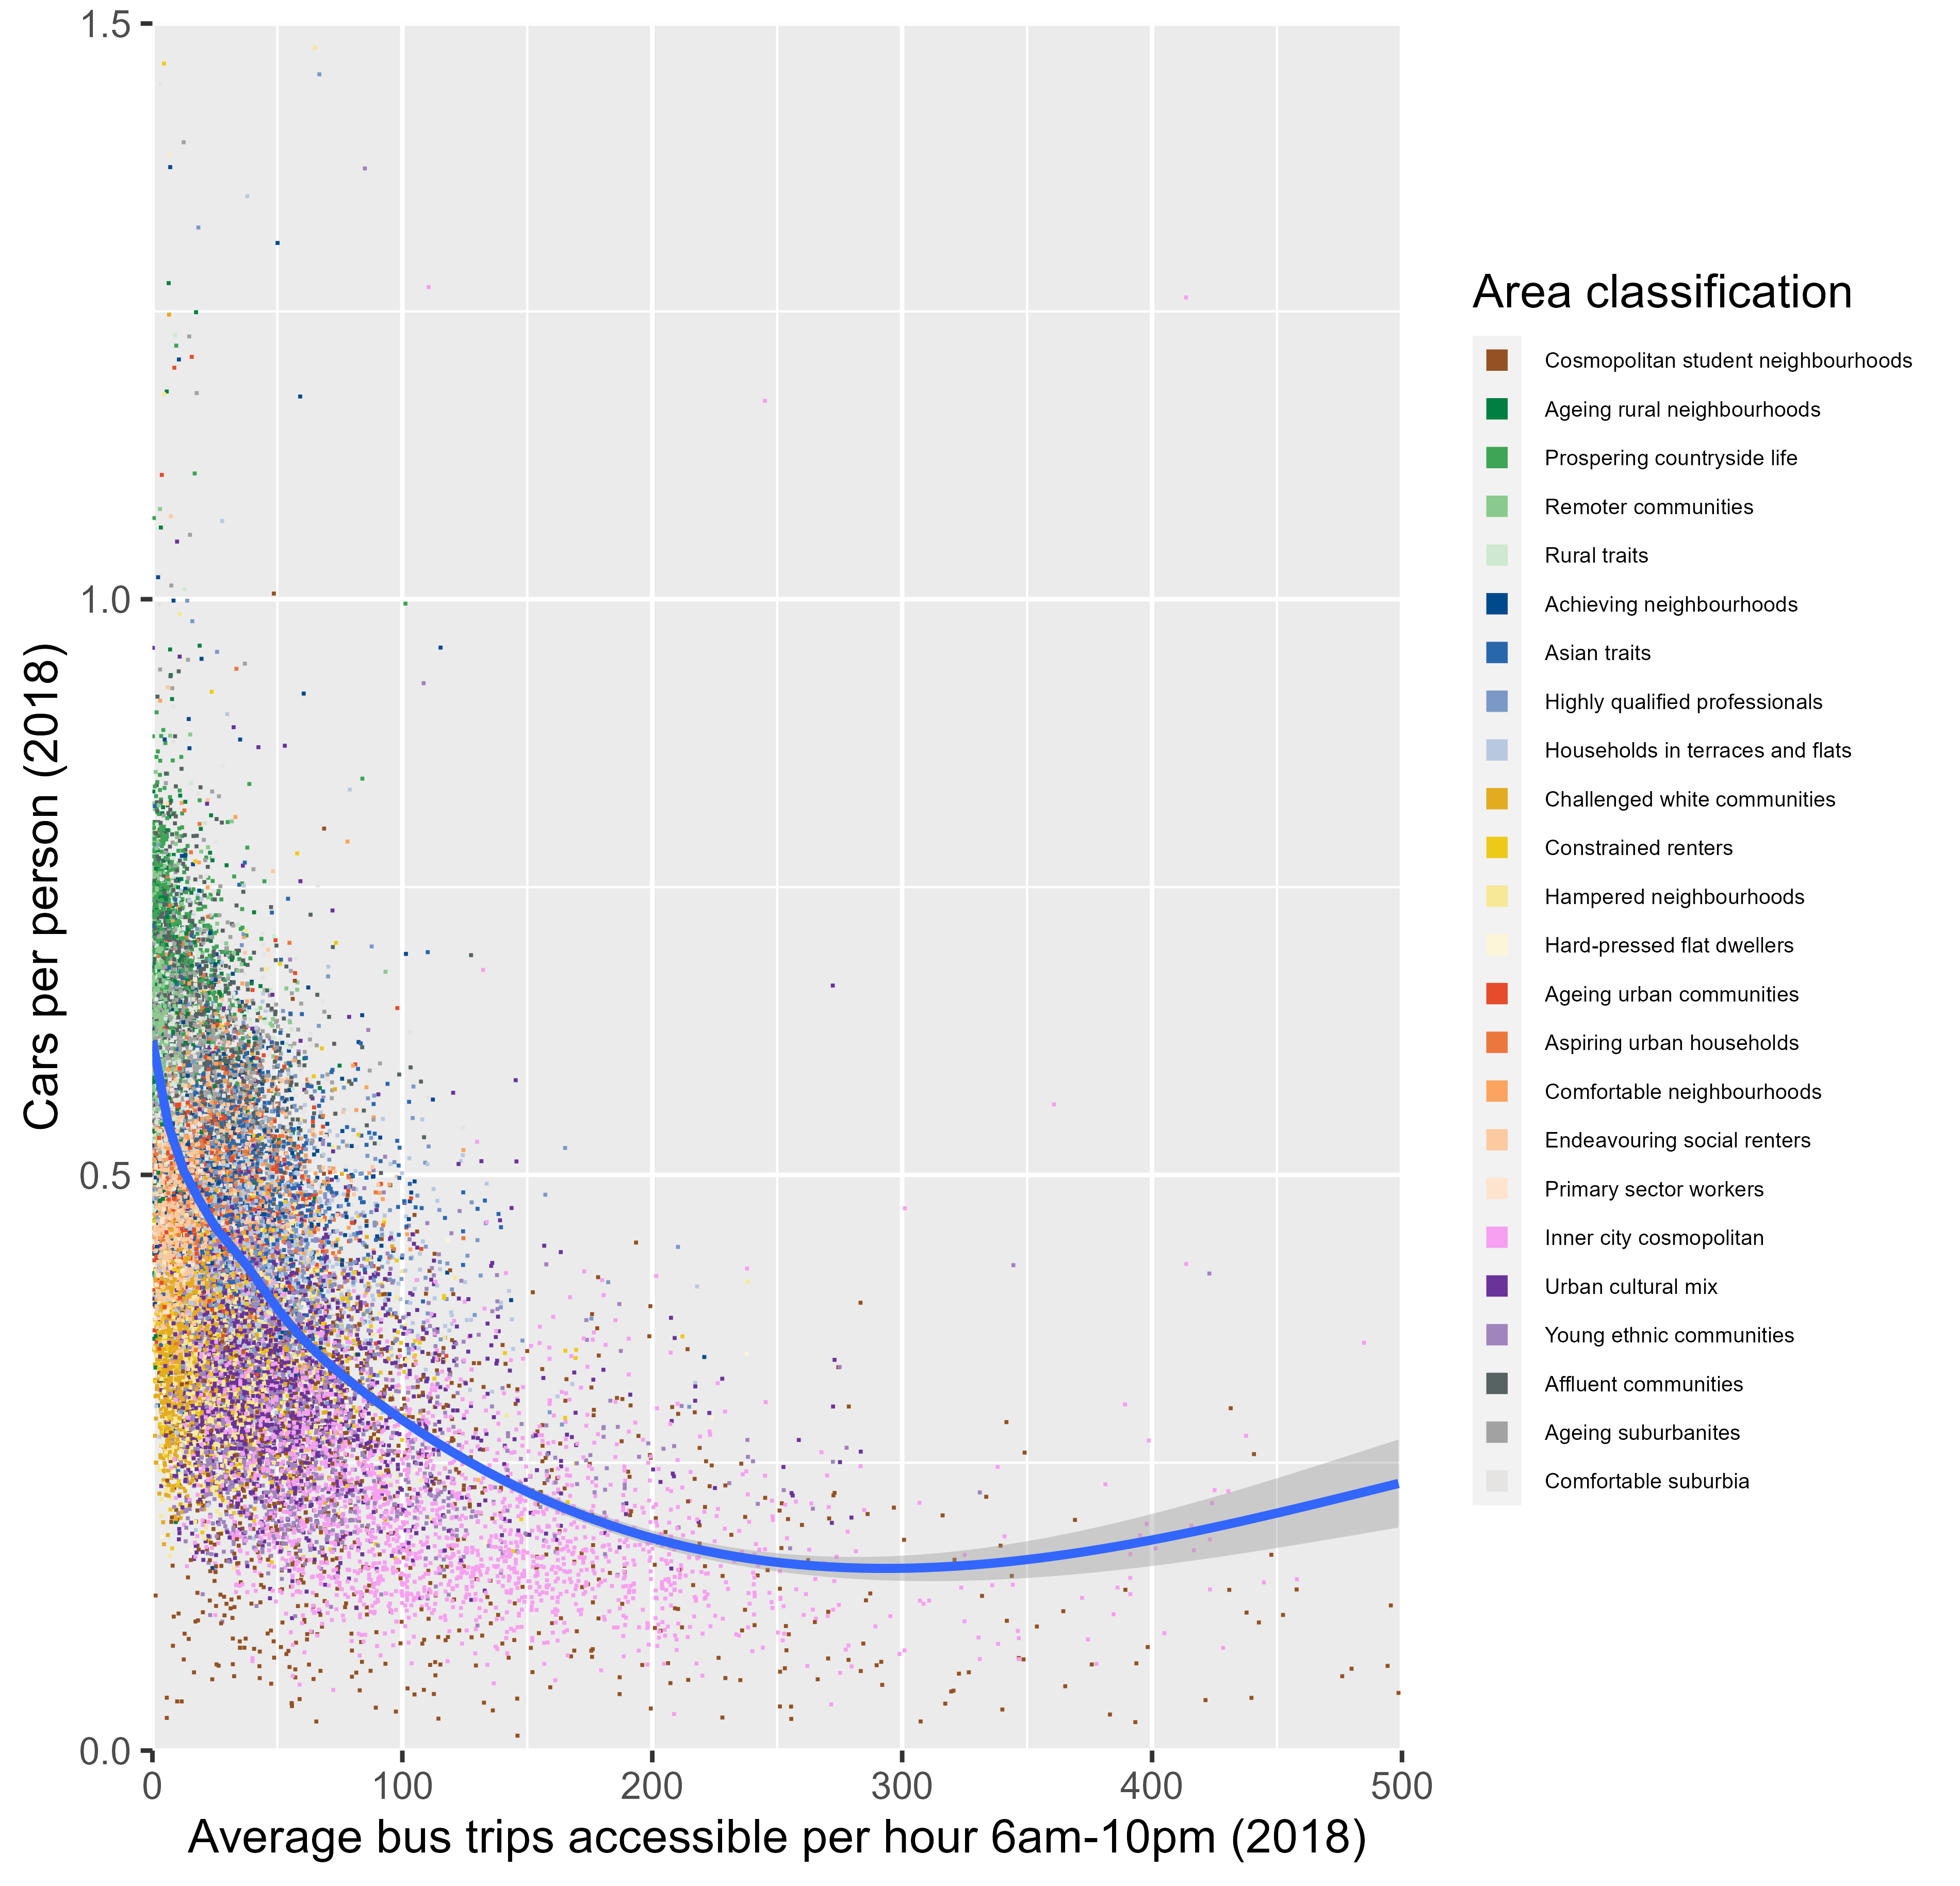 Cars per person (2018)
1.5
1.0
0.5
0.0
0 100 200 300 400 500
Average bus trips accessible per hour 6am-10pm (2018)
Area classification
Cosmopolitan student neighbourhoods
Ageing rural neighbourhoods
Prospering countryside life
Remoter communities
Rural traits
Achieving neighbourhoods
Asian traits
Highly qualified professionals
Households in terraces and flats
Challenged white communities
Constrained renters
Hampered neighbourhoods
Hard-pressed flat dwellers
Ageing urban communities
Aspiring urban households
Comfortable neighbourhoods
Endeavouring social renters
Primary sector workers
Inner city cosmopolitan
Urban cultural mix
Young ethnic communities
Affluent communities
Ageing suburbanites
Comfortable suburbia